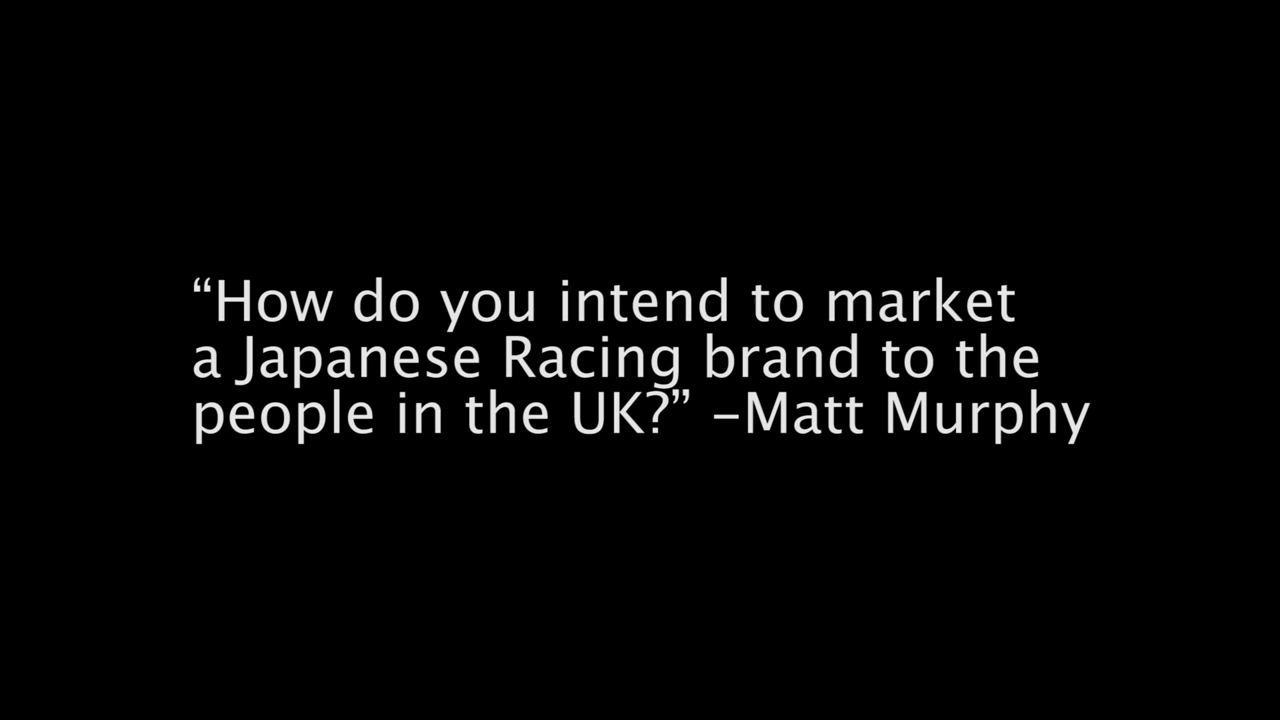 “How do you intend to market
a Japanese Racing brand to the
people in the UK?” –Matt Murphy